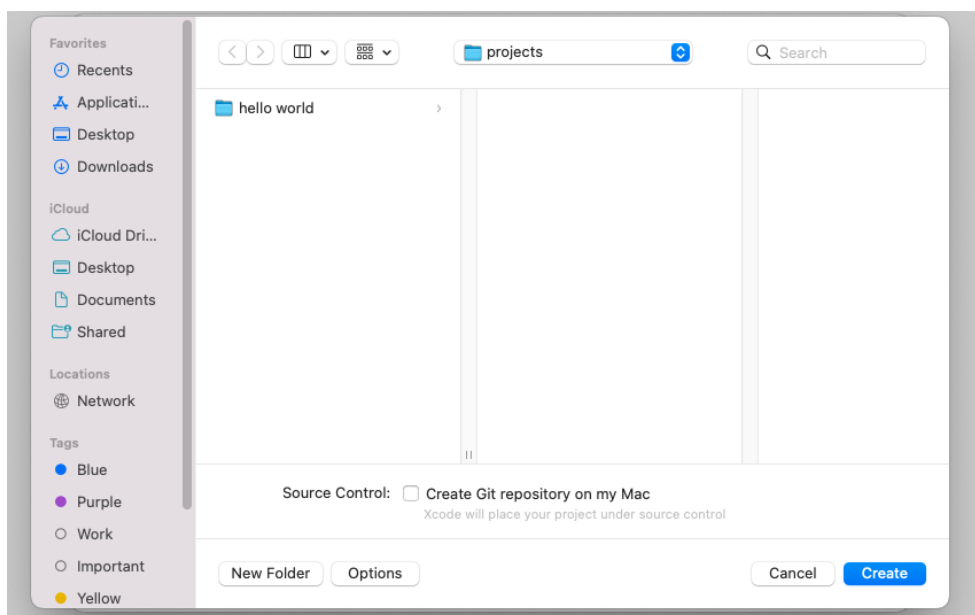 Favorites
Recents
Applicati...
Desktop
Downloads
iCloud
iCloud Dri...
Desktop
Documents
Shared
Locations
Network
Tags
Blue
Purple
Work
Important
Yellow
projects
Search
hello world
Source Control: Create Git repository on my Mac
Xcode will place your project under source control
New Folder Options Cancel Create